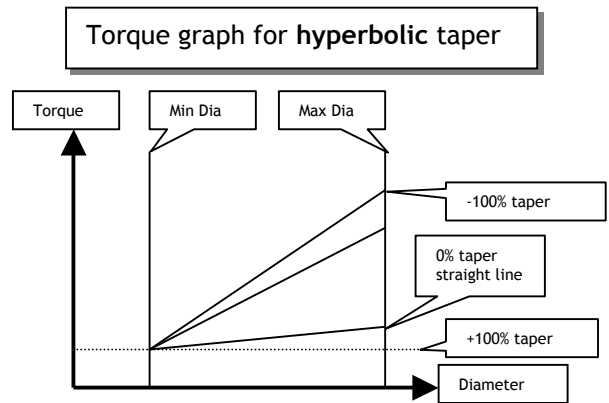 Torque graph for hyperbolic taper
Torque
Min Dia
Max Dia
-100% taper
0% taper
straight line
+100% taper
Diameter